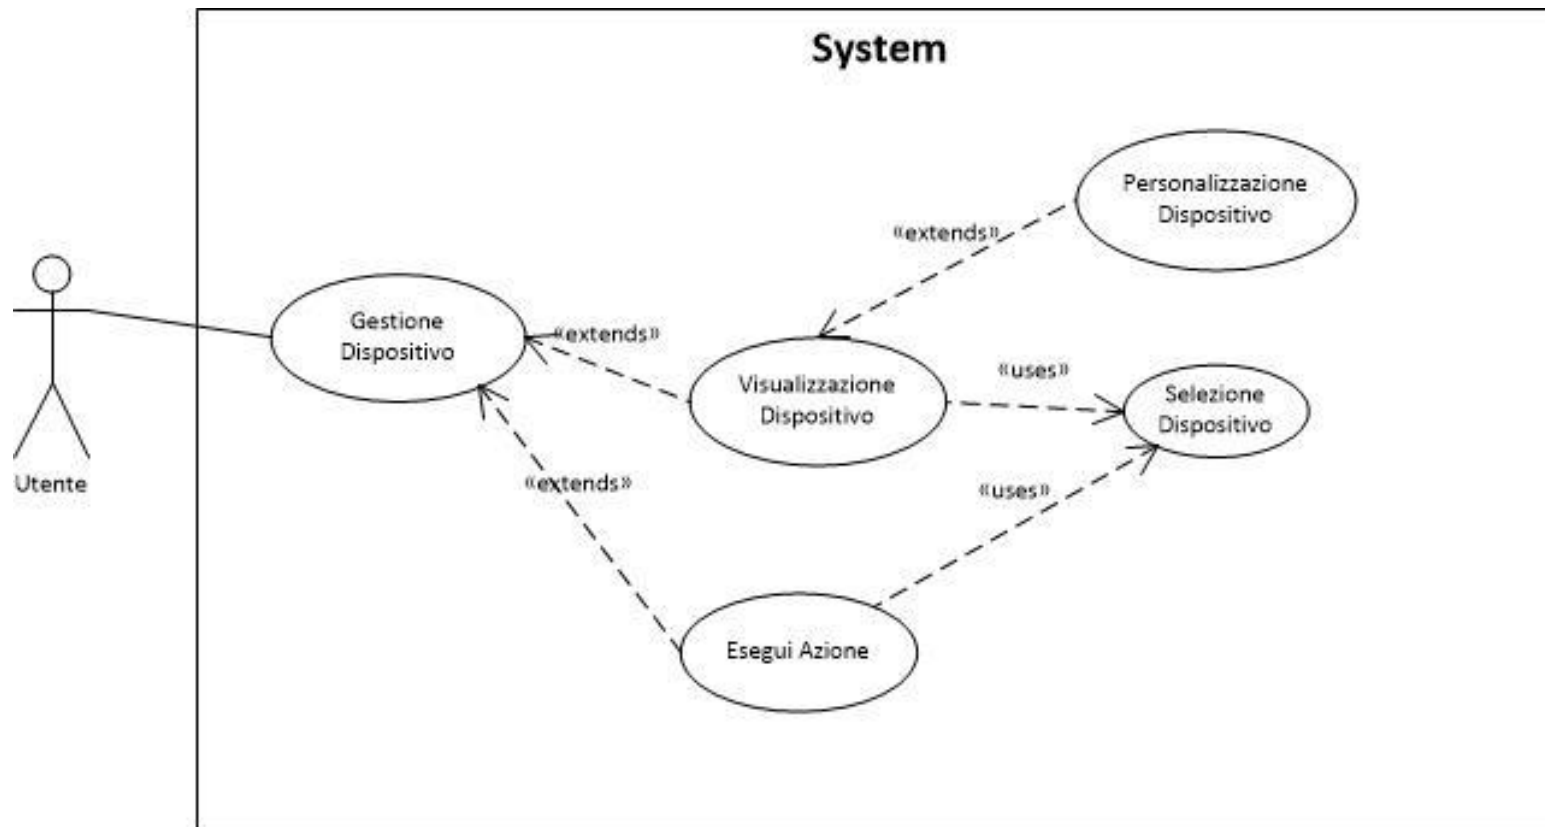 System
Personalizzazione
Dispositivo
«extends»
Gestione
Dispositivo
«extends»
Visualizzazione
Dispositivo
«uses»
Selezione
Dispositivo
Utente
«extends»
«uses»
Esegui Azione